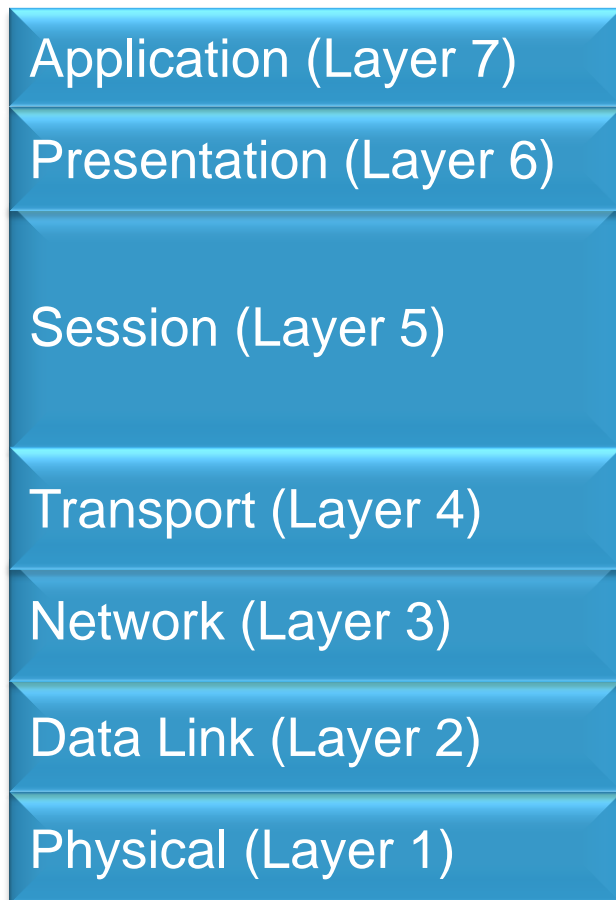 Application (Layer 7)
Presentation (Layer 6)
Session (Layer 5)
Transport (Layer 4)
Network (Layer 3)
Data Link (Layer 2)
Physical (Layer 1)